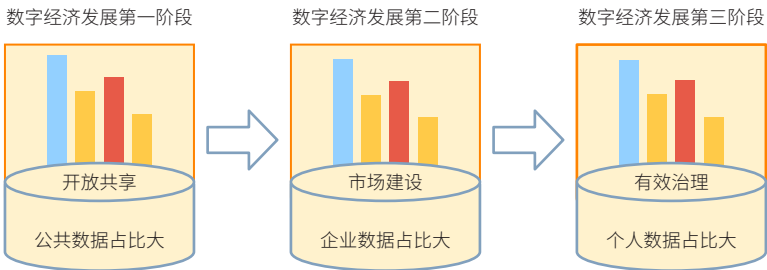 数字经济发展第一阶段
数字经济发展第二阶段
数字经济发展第三阶段
开放共享
市场建设
有效治理
公共数据占比大
企业数据占比大
个人数据占比大